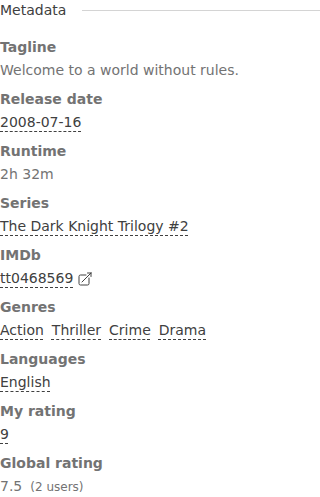 Metadata
Tagline
Welcome to a world without rules.
Release date
2008-07-16
Runtime
2h 32m
Series
The Dark Knight Trilogy #2
IMDb
tt0468569
Genres
Action Thriller Crime Drama
Languages
English
My rating
9
Global rating
7.5 (2 users)